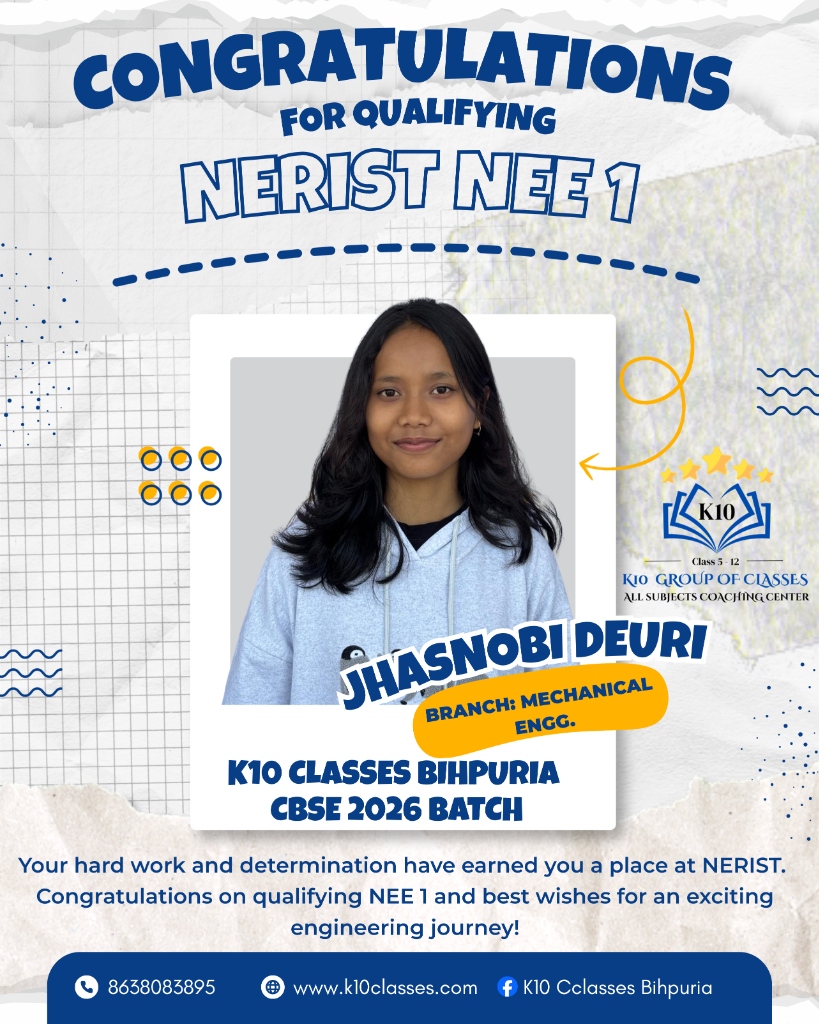 CONGRATULATIONS
FOR QUALIFYING
NERIST NEE 1
K10
Class 5 - 12
K10 GROUP OF CLASSES
ALL SUBJECTS COACHING CENTER
JHASNOBI DEURI
BRANCH: MECHANICAL
ENGG.
K10 CLASSES BIHPURIA
CBSE 2026 BATCH
Your hard work and determination have earned you a place at NERIST.
Congratulations on qualifying NEE 1 and best wishes for an exciting
engineering journey!
8638083895 www.k10classes.com K10 Cclasses Bihpuria